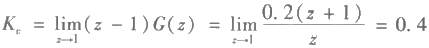 K_v = lim_{z→1} (z − 1) G(z) = lim_{z→1} 0.2(z + 1) / z = 0.4